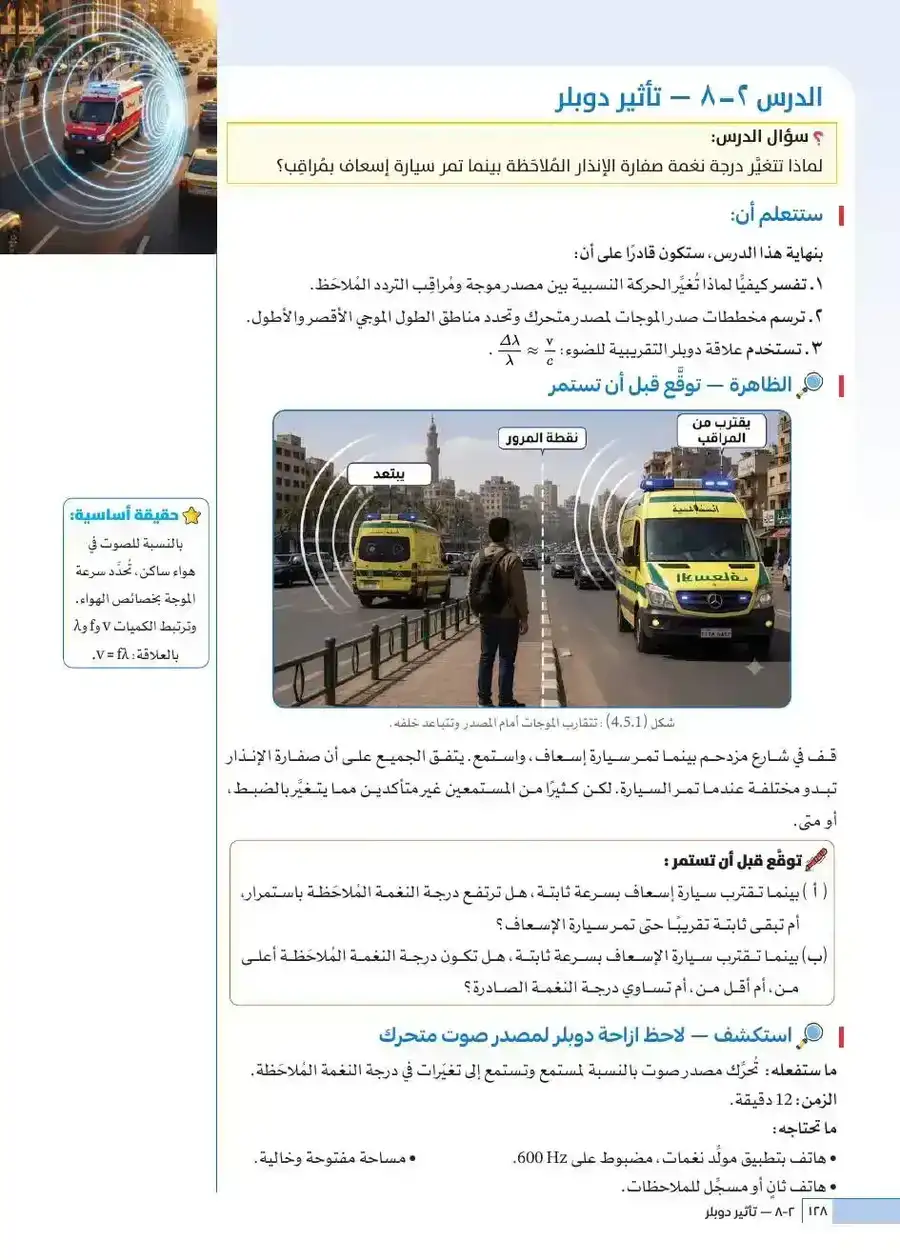 الدرس ٢-٨ — تأثير دوبلر
؟ سؤال الدرس:
لماذا تتغيَّر درجة نغمة صفارة الإنذار المُلاحَظة بينما تمر سيارة إسعاف بمُراقِب؟
ستتعلم أن:
بنهاية هذا الدرس، ستكون قادرًا على أن:
١. تفسر كيفيًّا لماذا تُغيِّر الحركة النسبية بين مصدر موجة ومُراقِب التردد المُلاحَظ.
٢. ترسم مخططات صدر الموجات لمصدر متحرك وتحدد مناطق الطول الموجي الأقصر والأطول.
٣. تستخدم علاقة دوبلر التقريبية للضوء: Δλ/λ ≈ v/c .
الظاهرة — توقَّع قبل أن تستمر
يقترب من
المراقب
نقطة المرور
يبتعد
الإسعاف
شكل (4.5.1) : تتقارب الموجات أمام المصدر وتتباعد خلفه .
حقيقة أساسية:
بالنسبة للصوت في
هواء ساكن، تُحدَّد سرعة
الموجة بخصائص الهواء.
وترتبط الكميات v وf وλ
بالعلاقة: v = fλ.
قف في شارع مزدحم بينما تمر سيارة إسعاف، واستمع. يتفق الجميع على أن صفارة الإنذار
تبدو مختلفة عندما تمر السيارة. لكن كثيرًا من المستمعين غير متأكدين مما يتغيَّر بالضبط،
أو متى.
توقَّع قبل أن تستمر :
( أ ) بينما تقترب سيارة إسعاف بسرعة ثابتة، هل ترتفع درجة النغمة المُلاحَظة باستمرار،
أم تبقى ثابتة تقريبًا حتى تمر سيارة الإسعاف؟
(ب) بينما تقترب سيارة الإسعاف بسرعة ثابتة، هل تكون درجة النغمة المُلاحَظة أعلى
من، أم أقل من، أم تساوي درجة النغمة الصادرة؟
استكشف — لاحظ ازاحة دوبلر لمصدر صوت متحرك
ما ستفعله: تُحرِّك مصدر صوت بالنسبة لمستمع وتستمع إلى تغيَرات في درجة النغمة المُلاحَظة.
الزمن: 12 دقيقة.
ما تحتاجه:
• هاتف بتطبيق مولِّد نغمات، مضبوط على 600 Hz. • مساحة مفتوحة وخالية.
• هاتف ثانٍ أو مسجِّل للملاحظات.
١٢٨ ٢-٨ — تأثير دوبلر